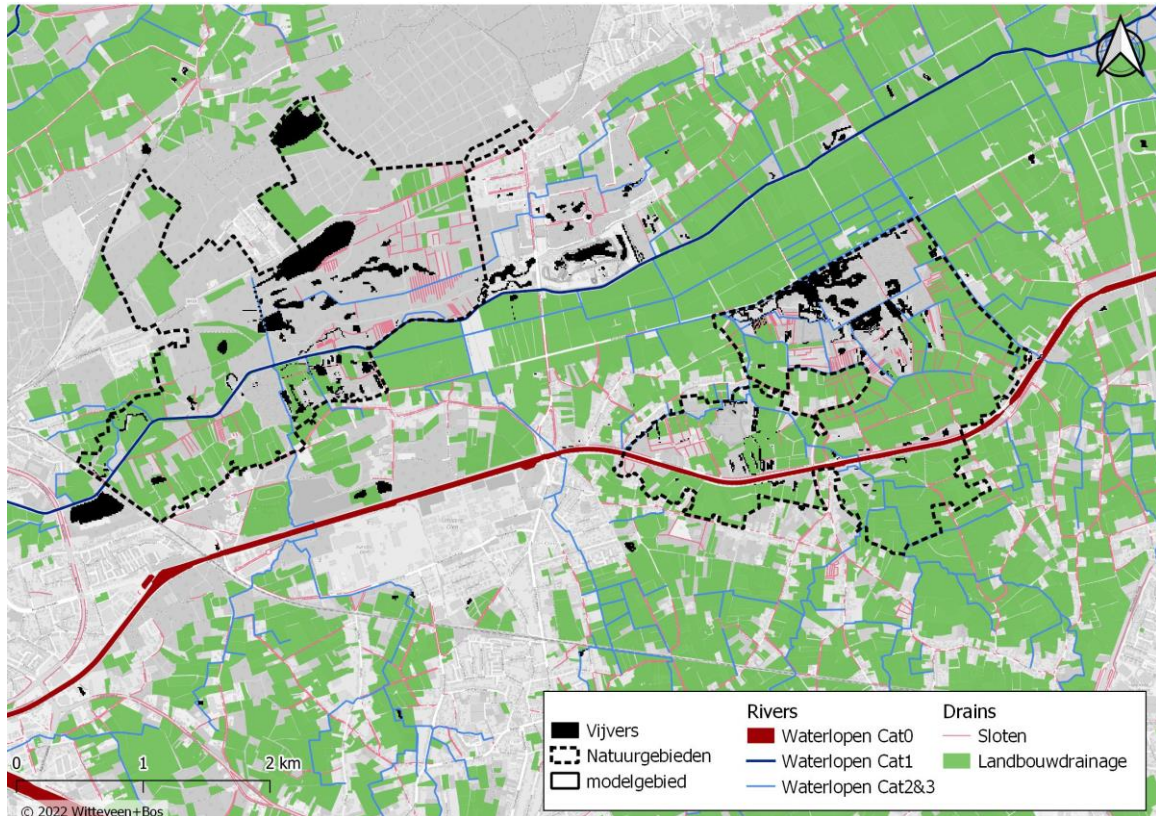 Vijvers
Natuurgebieden
modelgebied
Rivers
Waterlopen Cat0
Waterlopen Cat1
Waterlopen Cat2&3
Drains
Sloten
Landbouwdrainage
0 1 2 km
© 2022 Witteveen+Bos